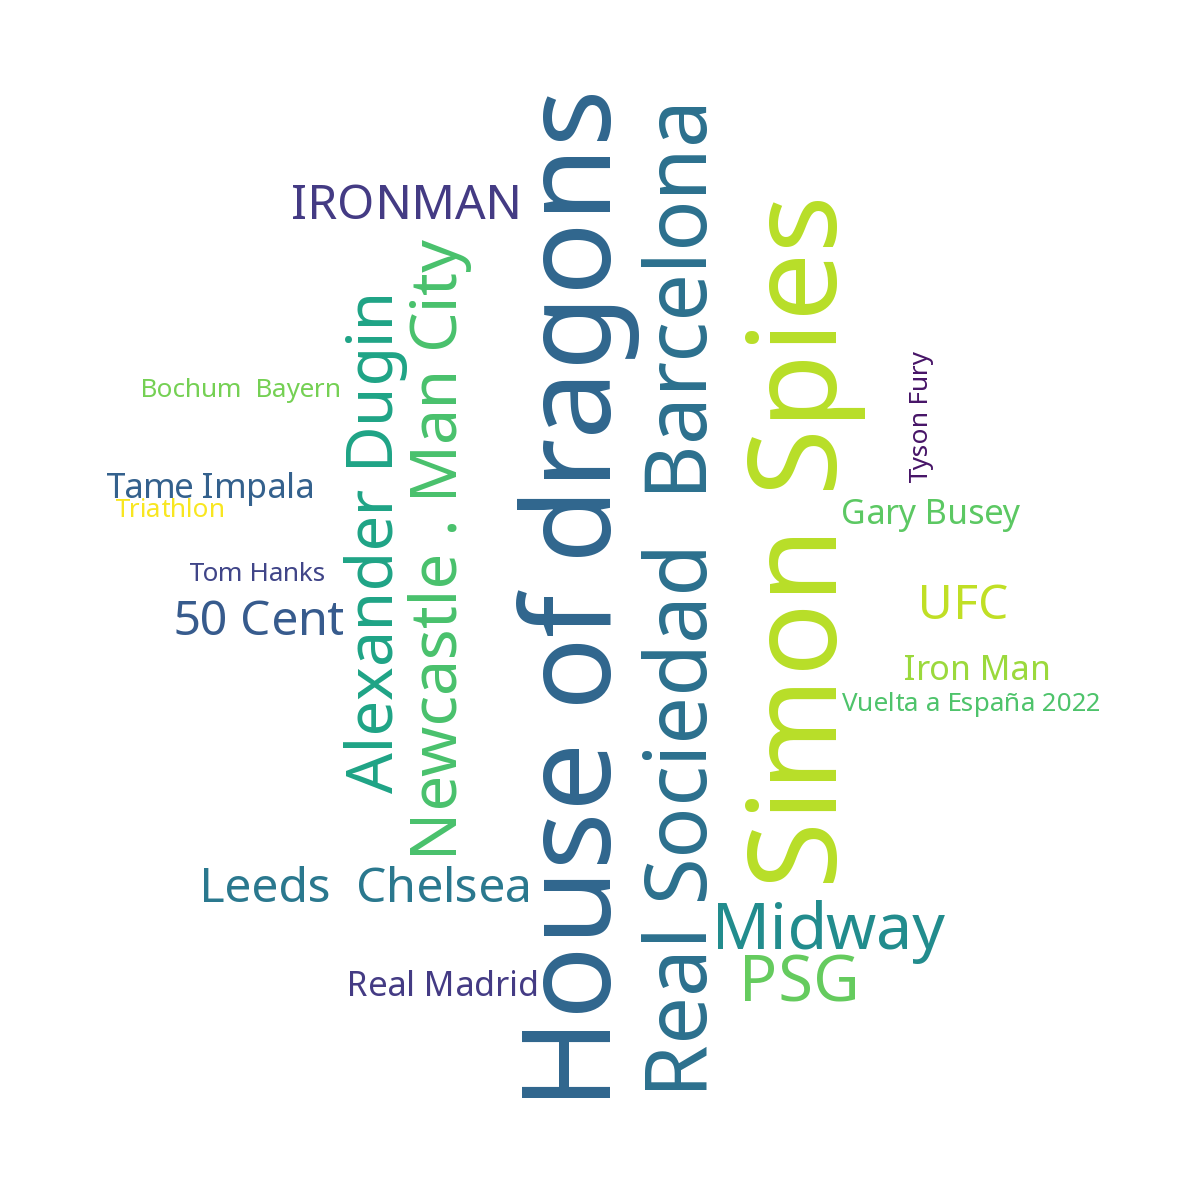 House of dragons
Simon Spies
Real Sociedad  Barcelona
IRONMAN
Alexander Dugin
Newcastle . Man City
Bochum  Bayern
Tame Impala
Triathlon
Tom Hanks
50 Cent
Leeds  Chelsea
Real Madrid
Tyson Fury
Gary Busey
UFC
Iron Man
Vuelta a España 2022
Midway
PSG